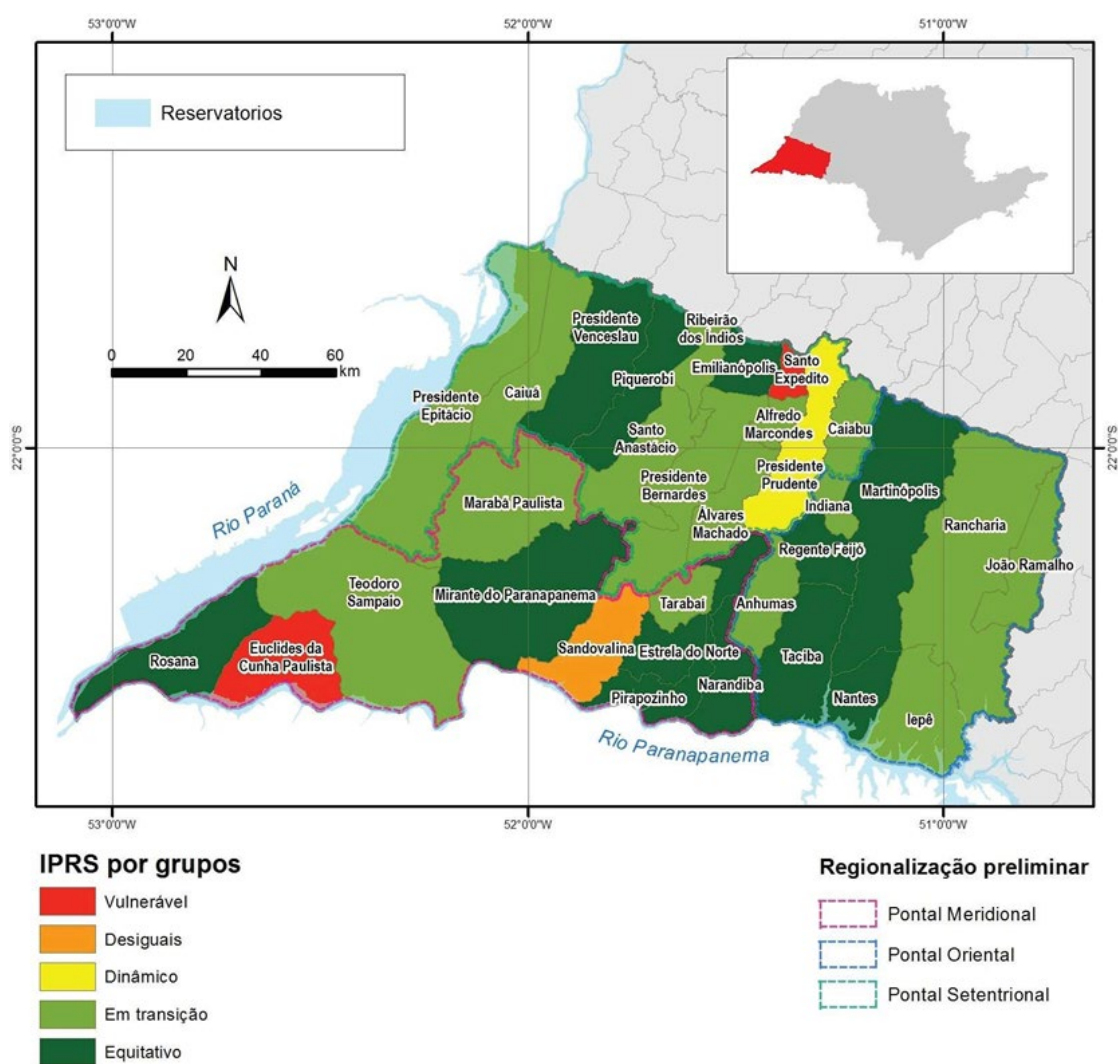 53°0'0"W
52°0'0"W
51°0'0"W
Reservatorios
N
0
20
40
60
km
22°0'0"S
22°0'0"S
Presidente
Venceslau
Ribeirão
dos Índios
Piquerobi
Emilianópolis
Santo
Expedito
Presidente
Epitácio
Caiuá
Santo
Anastácio
Alfredo
Marcondes
Caiabu
Presidente
Bernardes
Presidente
Prudente
Martinópolis
Marabá Paulista
Álvares
Machado
Indiana
Rancharia
Regente Feijó
João Ramalho
Rio Paraná
Teodoro
Sampaio
Mirante do Paranapanema
Tarabai
Anhumas
Rosana
Euclides da
Cunha Paulista
Sandovalina
Estrela do Norte
Taciba
Pirapozinho
Narandiba
Nantes
Iepê
Rio Paranapanema
53°0'0"W
52°0'0"W
51°0'0"W
IPRS por grupos
Vulnerável
Desiguais
Dinâmico
Em transição
Equitativo
Regionalização preliminar
Pontal Meridional
Pontal Oriental
Pontal Setentrional